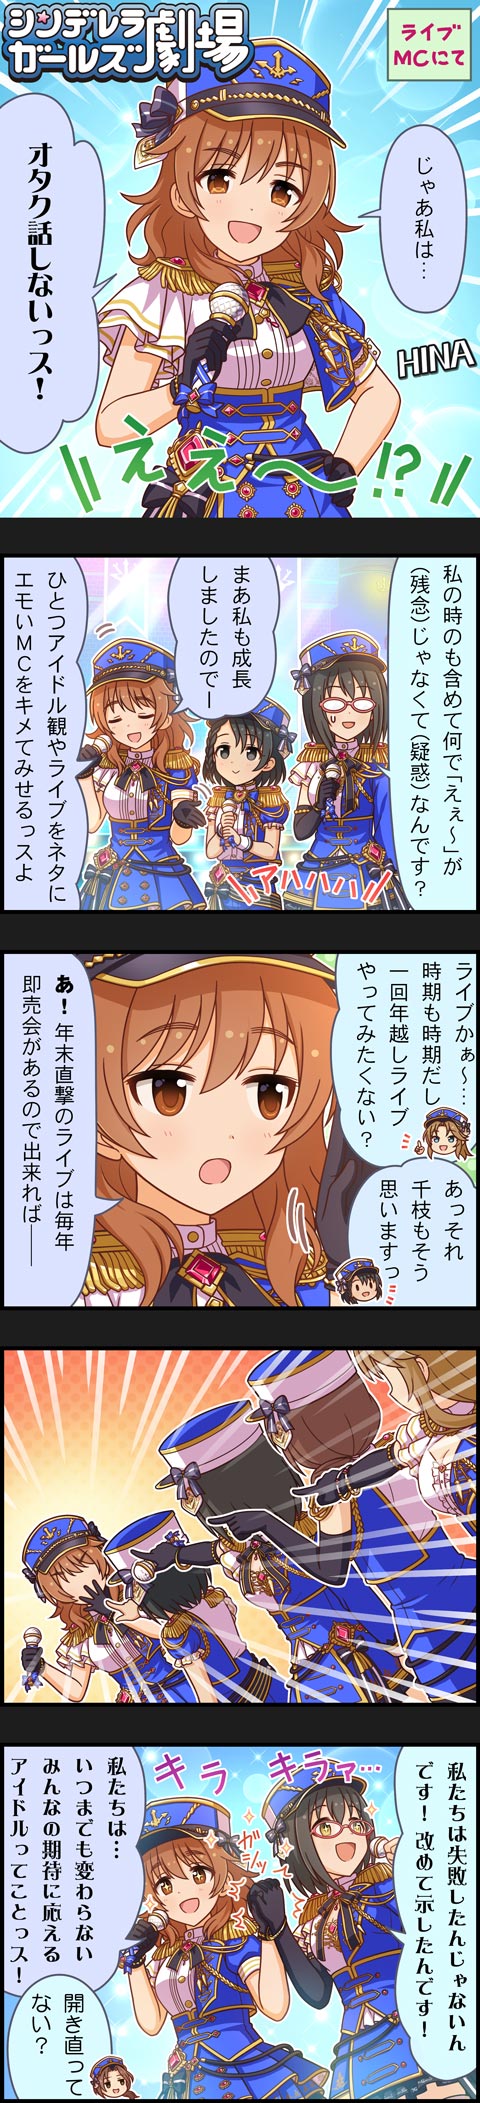 シンデレラ
ガールズ劇場
ライブ
MCにて
じゃあ私は…
オタク話しないっス！
HINA
ええ〜！？
私の時のも含めて何で「えぇ〜」が
（残念）じゃなくて（疑惑）なんです？
まあ私も成長
しましたのでー
ひとつアイドル観やライブをネタに
エモいMCをキメてみせるっスよ
アハハハハ
ライブかぁ〜…
時期も時期だし
一回年越しライブ
やってみたくない？
あっそれ
千枝もそう
思いますっ
あ！年末直撃のライブは毎年
即売会があるので出来れば――
私たちは失敗したんじゃないん
です！改めて示したんです！
キラキラァ…
ガシッ
私たちは…
いつまでも変わらない
みんなの期待に応える
アイドルってことっス！
開き直って
ない？